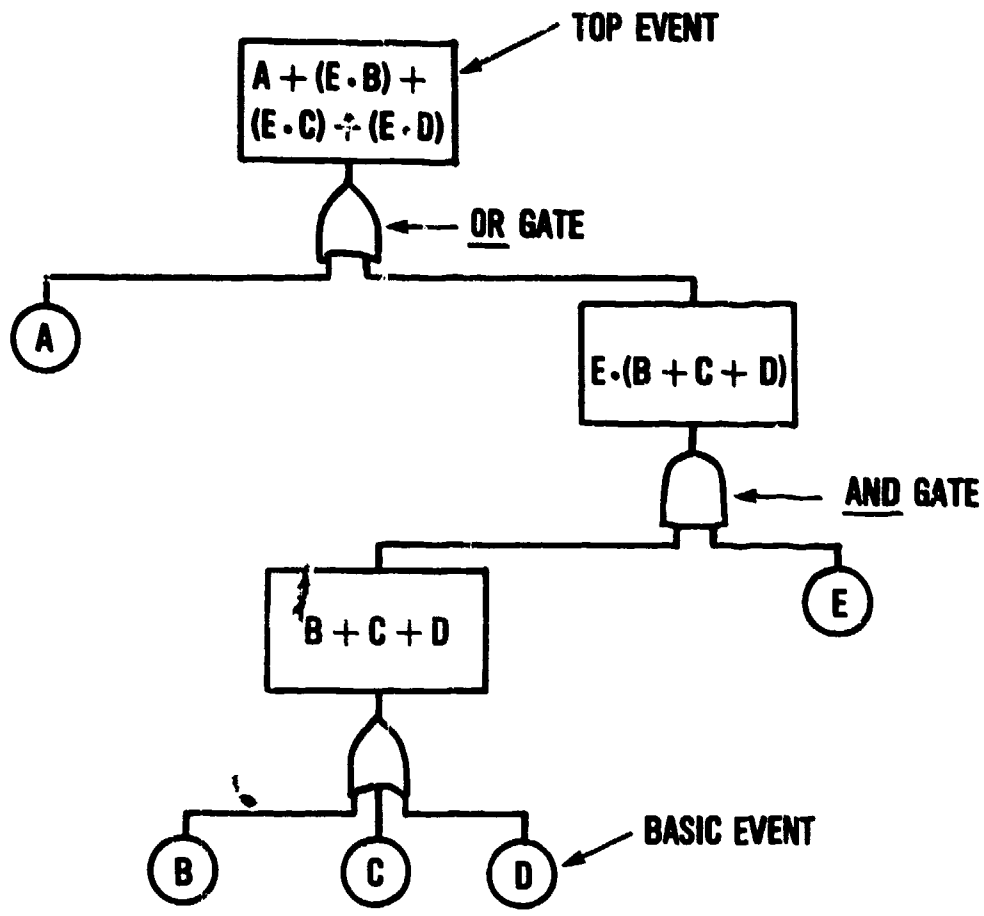 TOP EVENT
A + (E · B) +
(E · C) + (E · D)
OR GATE
A
E · (B + C + D)
AND GATE
E
B + C + D
BASIC EVENT
B
C
D